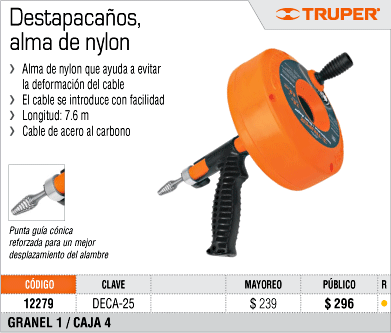 Destapacaños,
alma de nylon
TRUPER®
› Alma de nylon que ayuda a evitar
la deformación del cable
› El cable se introduce con facilidad
› Longitud: 7.6 m
› Cable de acero al carbono
Punta guía cónica
reforzada para un mejor
desplazamiento del alambre
CÓDIGO CLAVE MAYOREO PÚBLICO R
12279 DECA-25 $ 239 $ 296
GRANEL 1 / CAJA 4